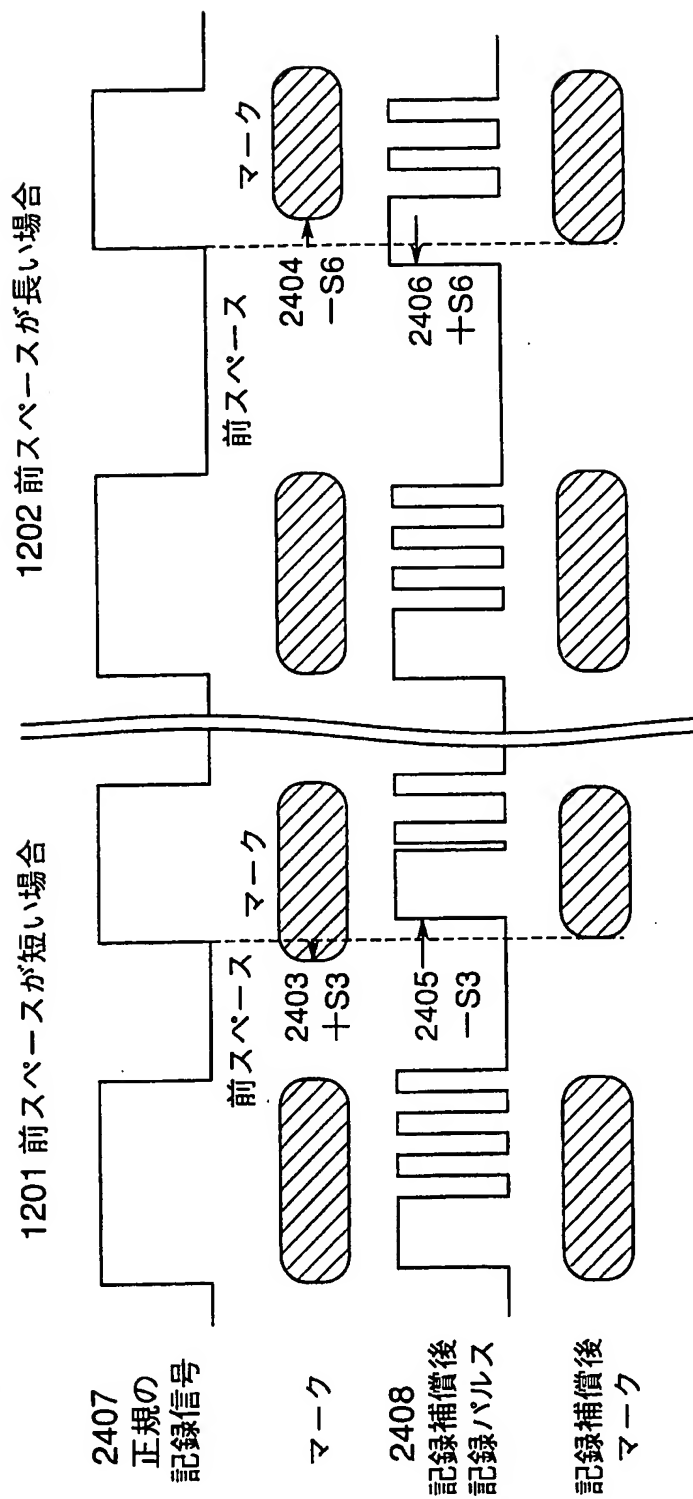 1201 前スペースが短い場合
1202 前スペースが長い場合
2407
正規の
記録信号
前スペース
前スペース
マーク
マーク
マーク
2403
+S3
2404
-S6
2408
記録補償後
記録パルス
2405
-S3
2406
+S6
記録補償後
マーク